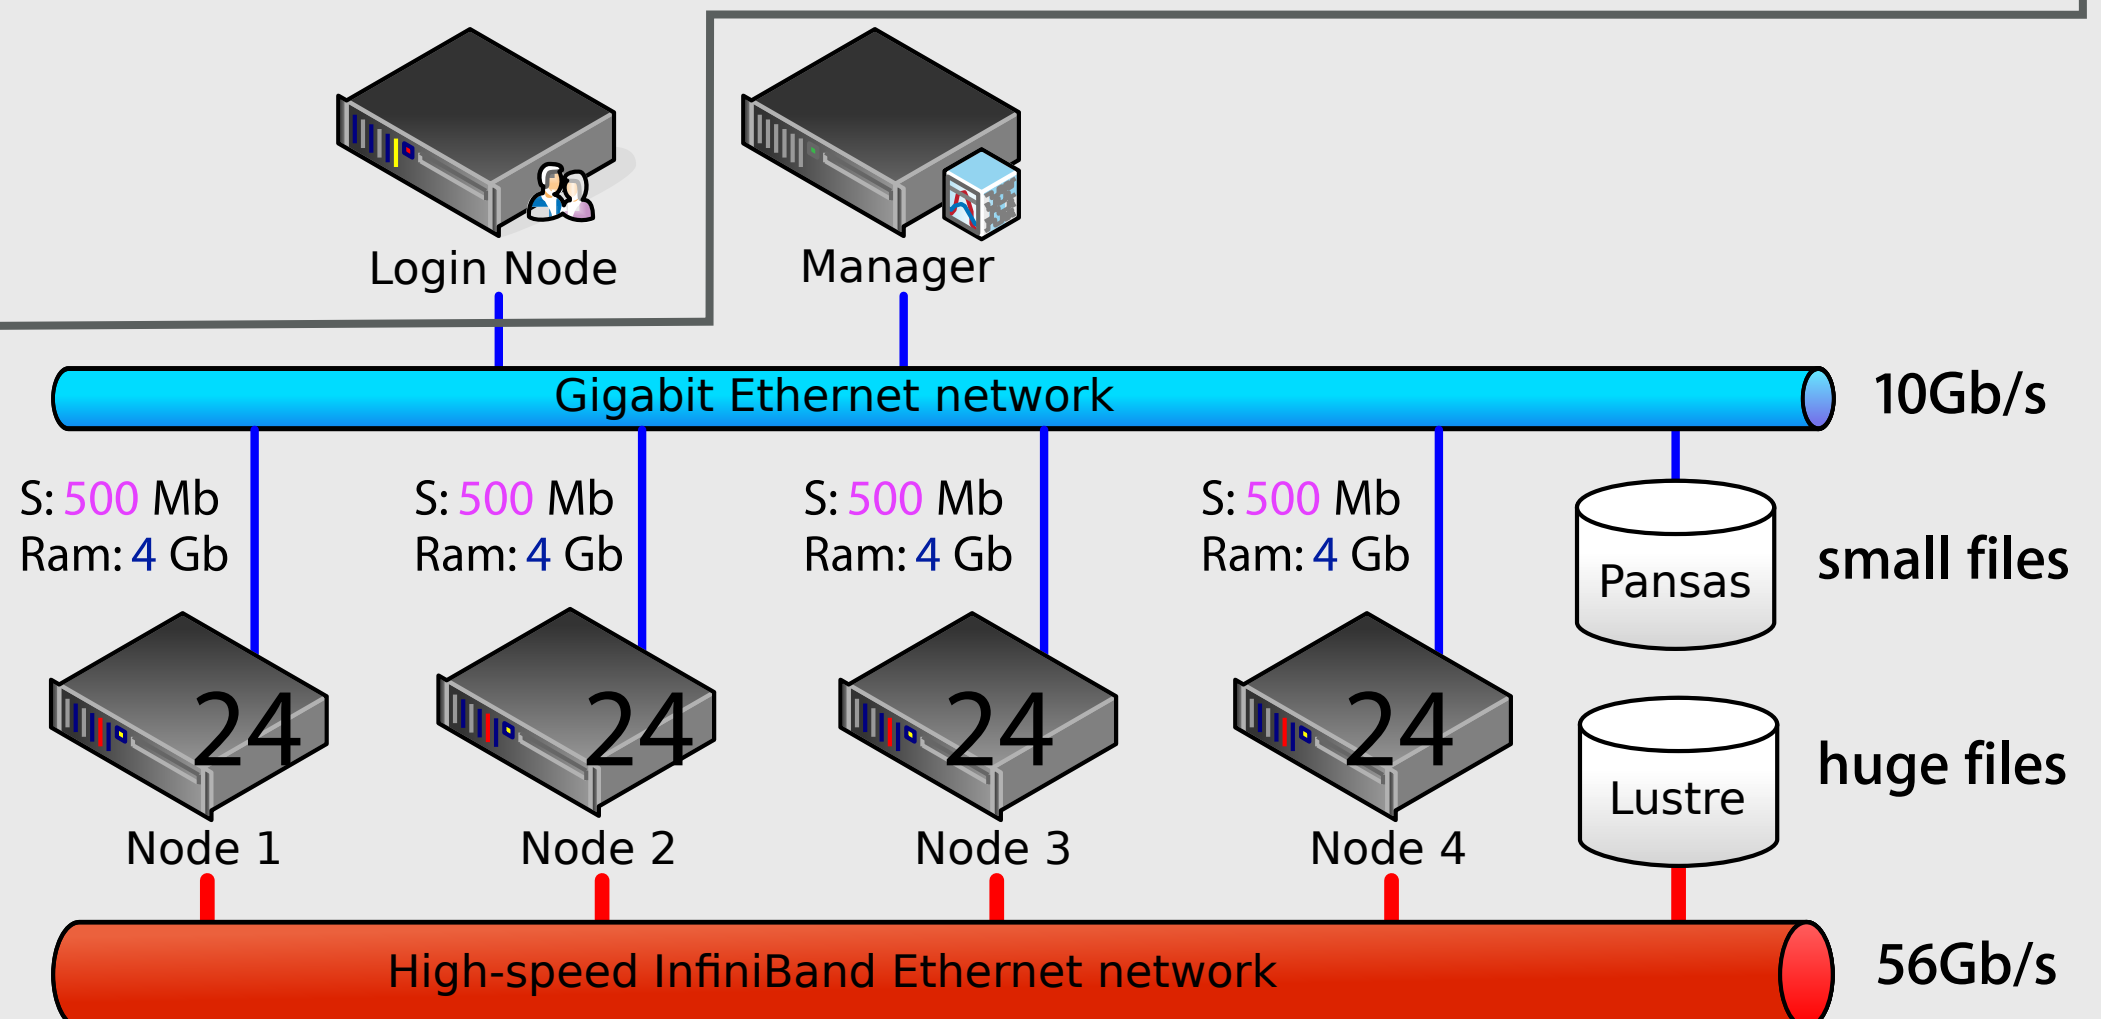 Login Node
Manager
Gigabit Ethernet network
10Gb/s
S: 500 Mb
Ram: 4 Gb
S: 500 Mb
Ram: 4 Gb
S: 500 Mb
Ram: 4 Gb
S: 500 Mb
Ram: 4 Gb
Pansas
small files
24
24
24
24
Lustre
huge files
Node 1
Node 2
Node 3
Node 4
High-speed InfiniBand Ethernet network
56Gb/s